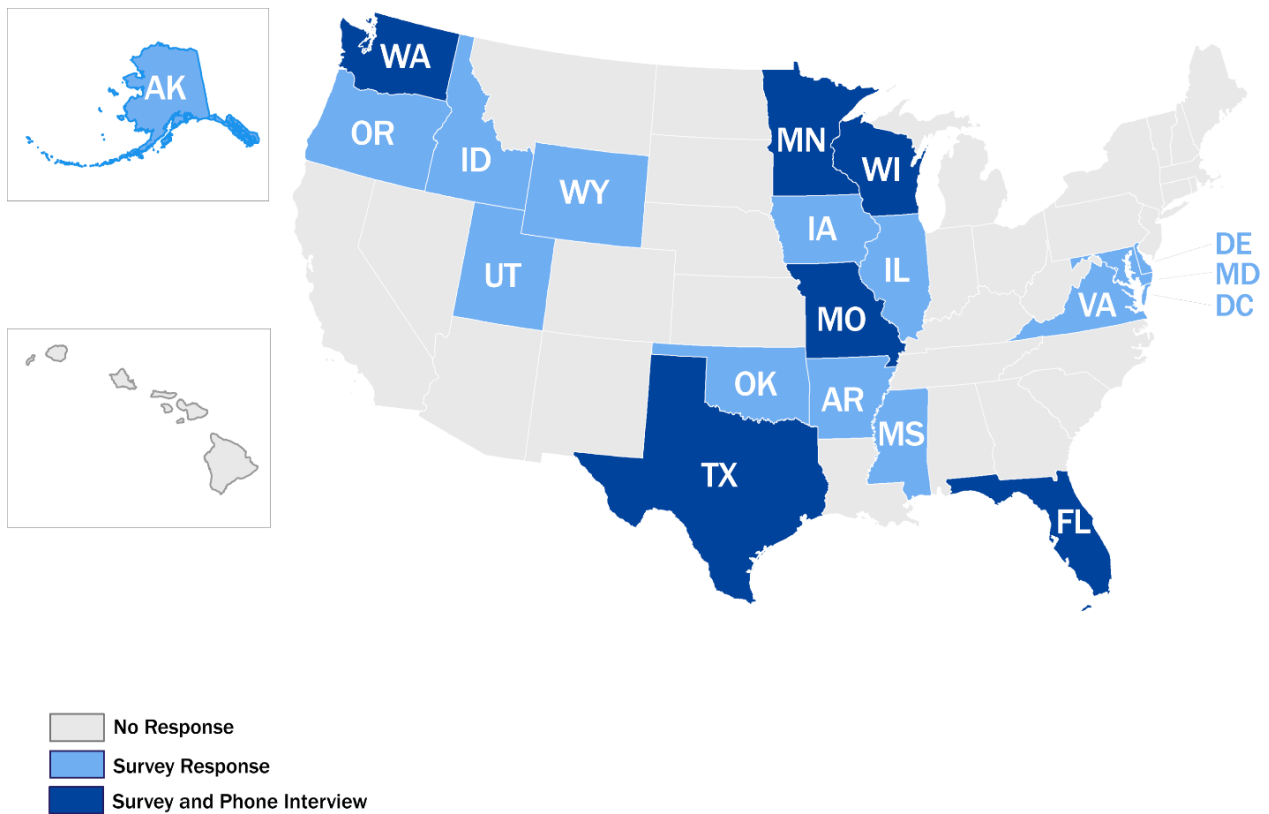 WA
AK
OR
MN
ID
WI
WY
IA
DE
UT
IL
MD
VA
DC
MO
OK
AR
MS
TX
FL
No Response
Survey Response
Survey and Phone Interview